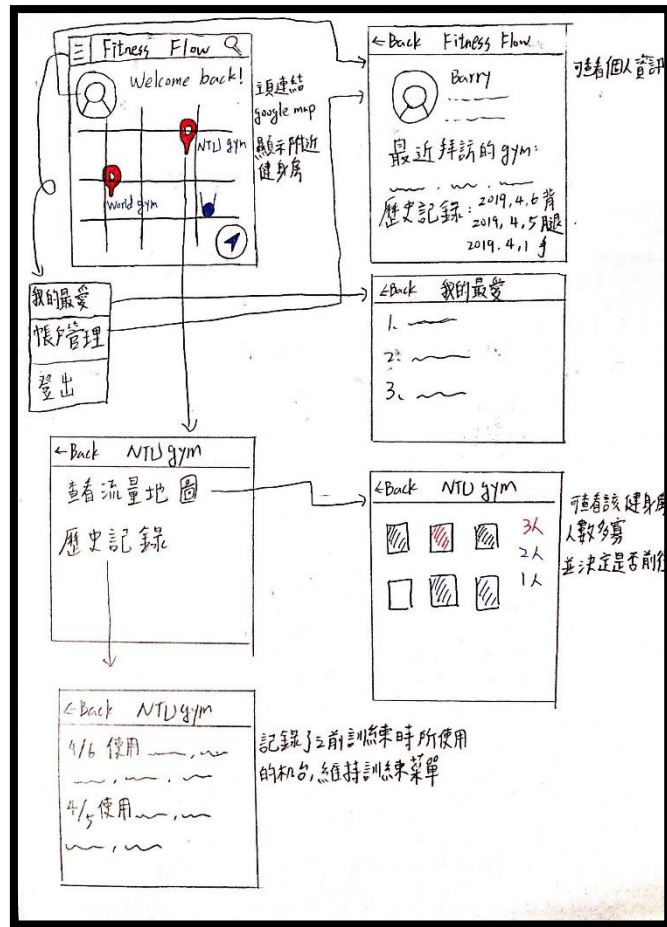 Fitness Flow
Welcome back!
NTU gym
World gym
主頁連結
google map
顯示附近
健身房
我的最愛
帳戶管理
登出
←Back Fitness Flow
Barry
最近拜訪的gym:
歷史記錄: 2019.4.6 背
2019.4.5 腿
2019.4.1 手
可查看個人資訊
←Back 我的最愛
1.
2.
3.
←Back NTU gym
查看流量地圖
歷史記錄
←Back NTU gym
3人
2人
1人
可查看該健身房
人數多寡
並決定是否前往
←Back NTU gym
4/6 使用
4/5 使用
記錄了之前訓練時所使用
的机台,維持訓練菜單